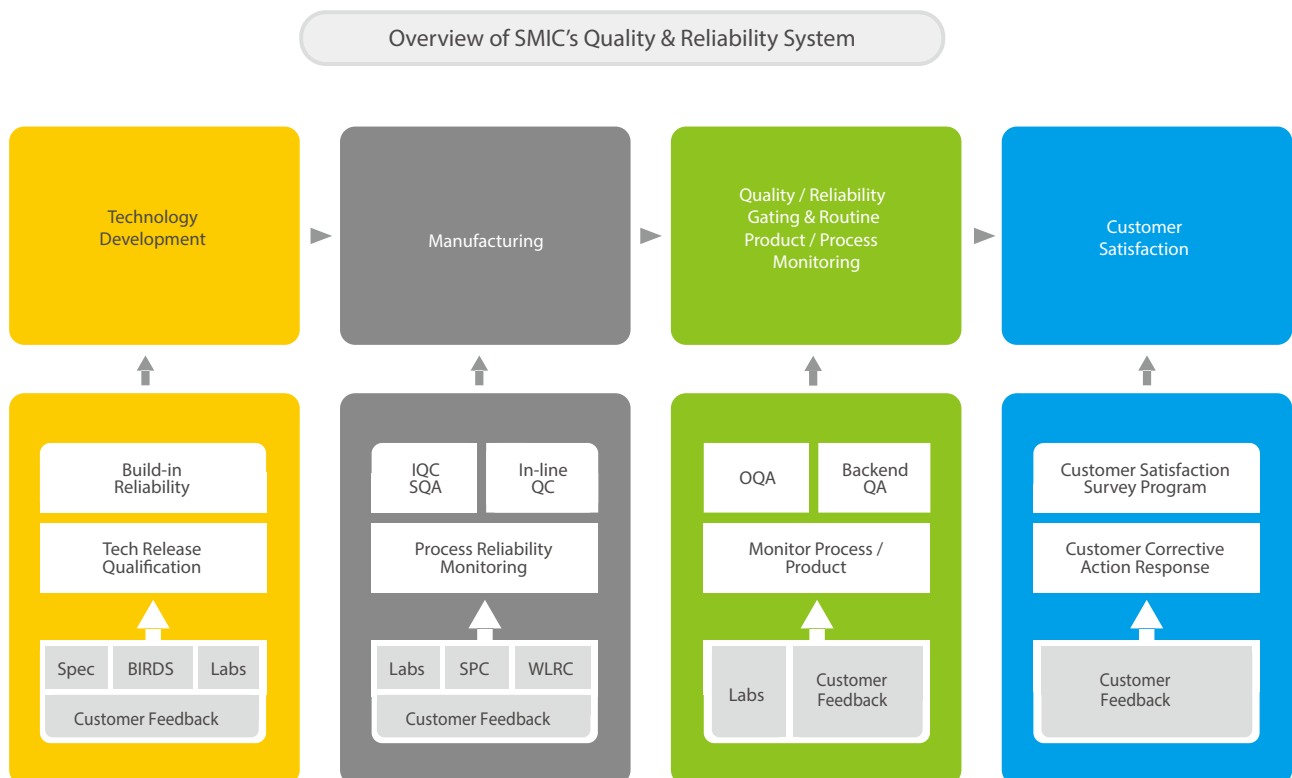 Overview of SMIC's Quality & Reliability System
Technology
Development
Manufacturing
Quality / Reliability
Gating & Routine
Product / Process
Monitoring
Customer
Satisfaction
Build-in
Reliability
Tech Release
Qualification
Spec
BIRDS
Labs
Customer Feedback
IQC
SQA
In-line
QC
Process Reliability
Monitoring
Labs
SPC
WLRC
Customer Feedback
OQA
Backend
QA
Monitor Process /
Product
Labs
Customer
Feedback
Customer Satisfaction
Survey Program
Customer Corrective
Action Response
Customer
Feedback